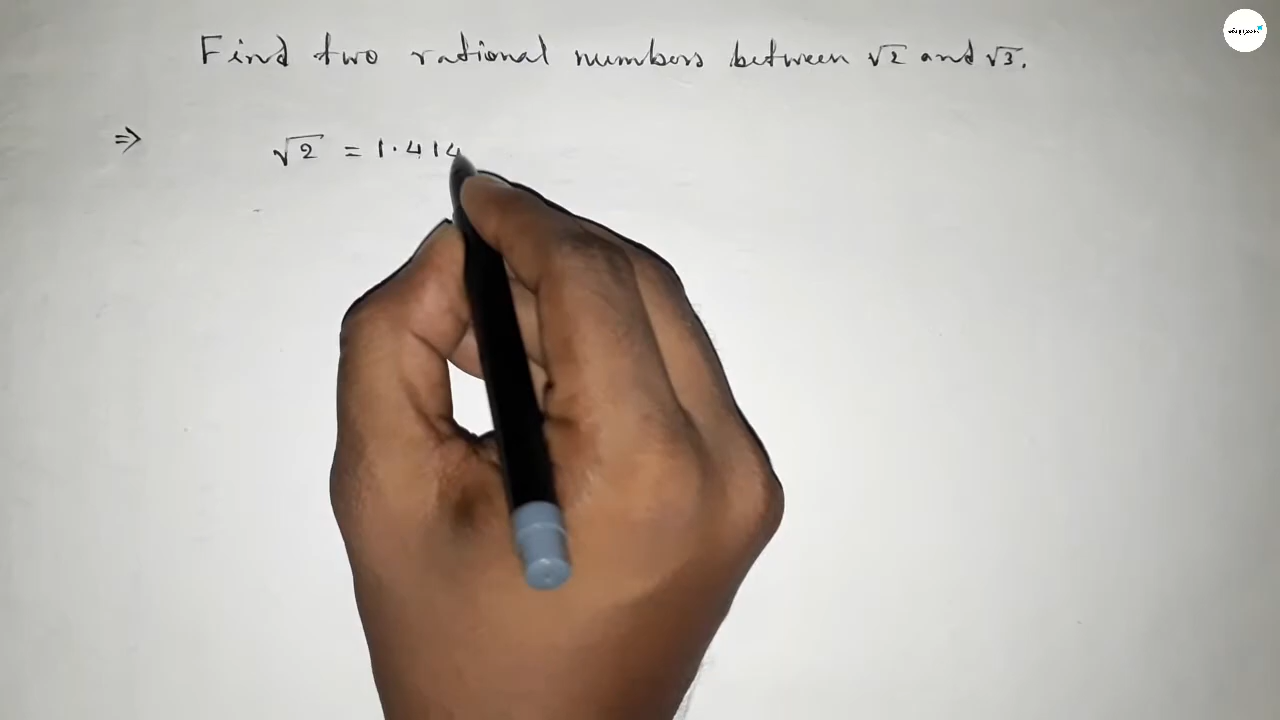 Find two rational numbers between √2 and √3.
⇒ √2 = 1.414